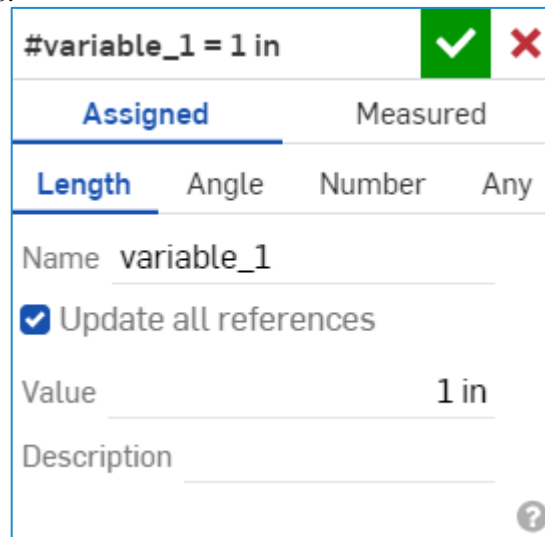 #variable_1 = 1 in
Assigned Measured
Length Angle Number Any
Name variable_1
Update all references
Value 1 in
Description
?